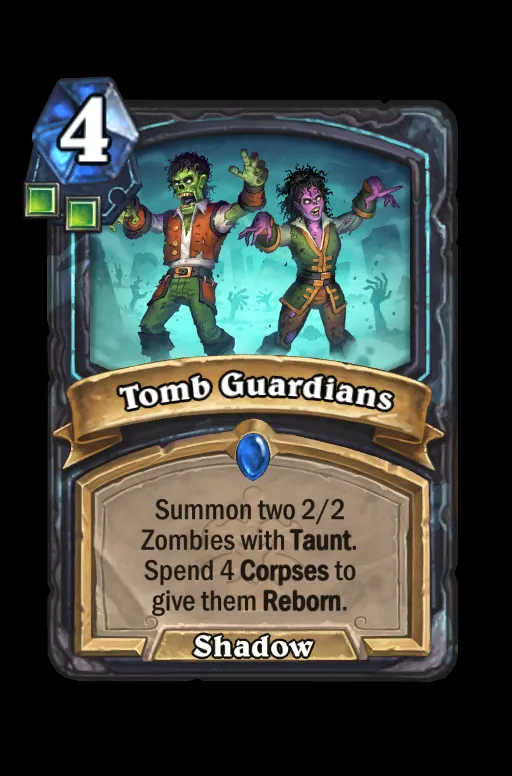 4
Tomb Guardians
Summon two 2/2
Zombies with Taunt.
Spend 4 Corpses to
give them Reborn.
Shadow